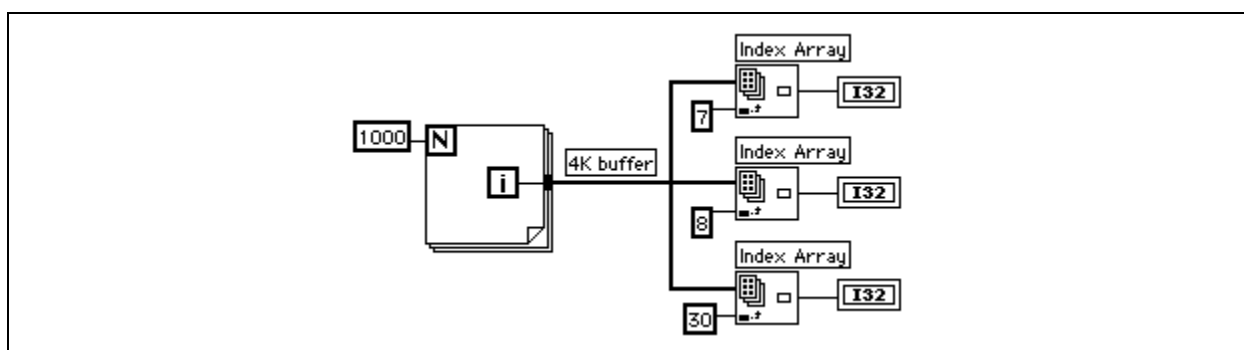 Index Array
I32
7
1000
N
4K buffer
Index Array
i
I32
8
Index Array
I32
30